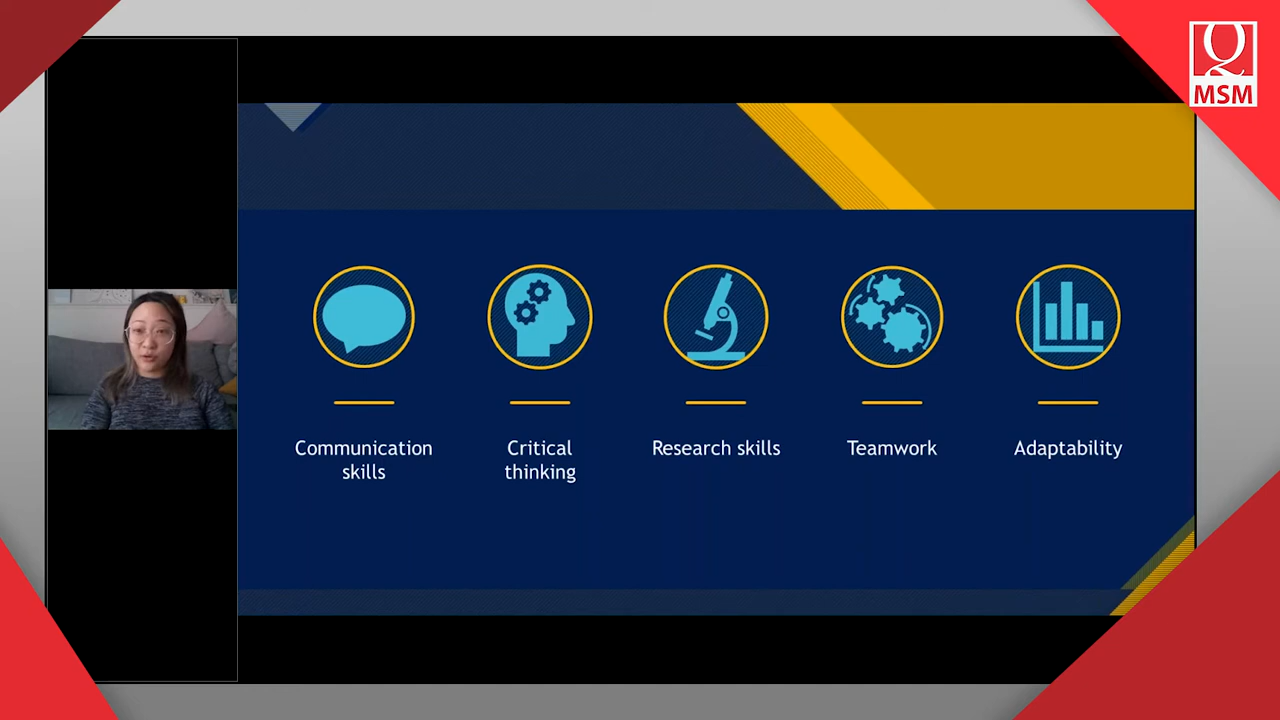 MSM
Communication
skills
Critical
thinking
Research skills
Teamwork
Adaptability